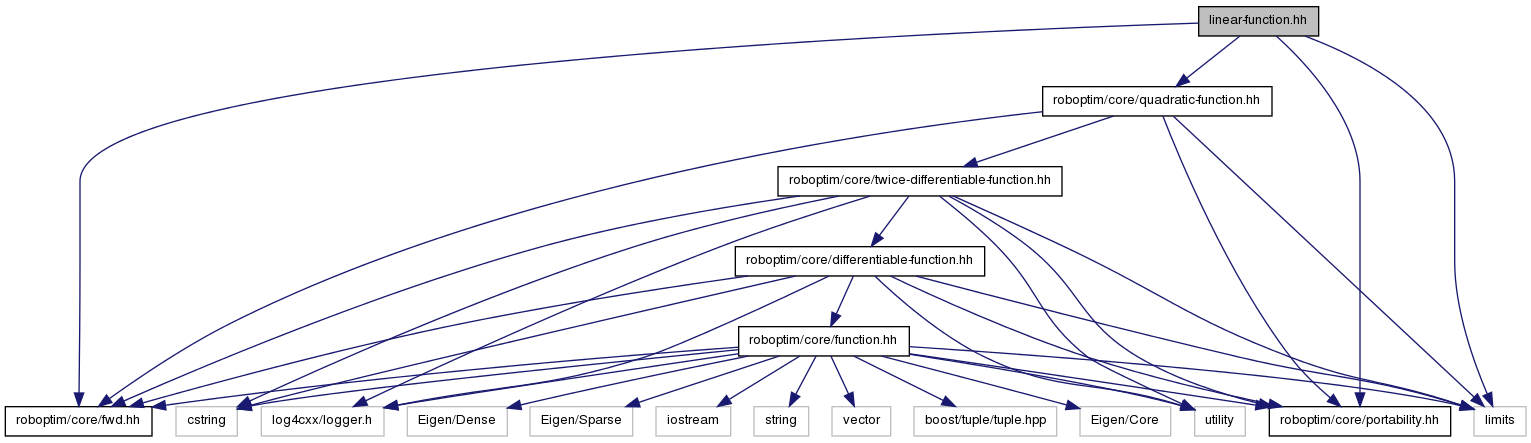 linear-function.hh
roboptim/core/quadratic-function.hh
roboptim/core/twice-differentiable-function.hh
roboptim/core/differentiable-function.hh
roboptim/core/function.hh
roboptim/core/fwd.hh
cstring
log4cxx/logger.h
Eigen/Dense
Eigen/Sparse
iostream
string
vector
boost/tuple/tuple.hpp
Eigen/Core
utility
roboptim/core/portability.hh
limits